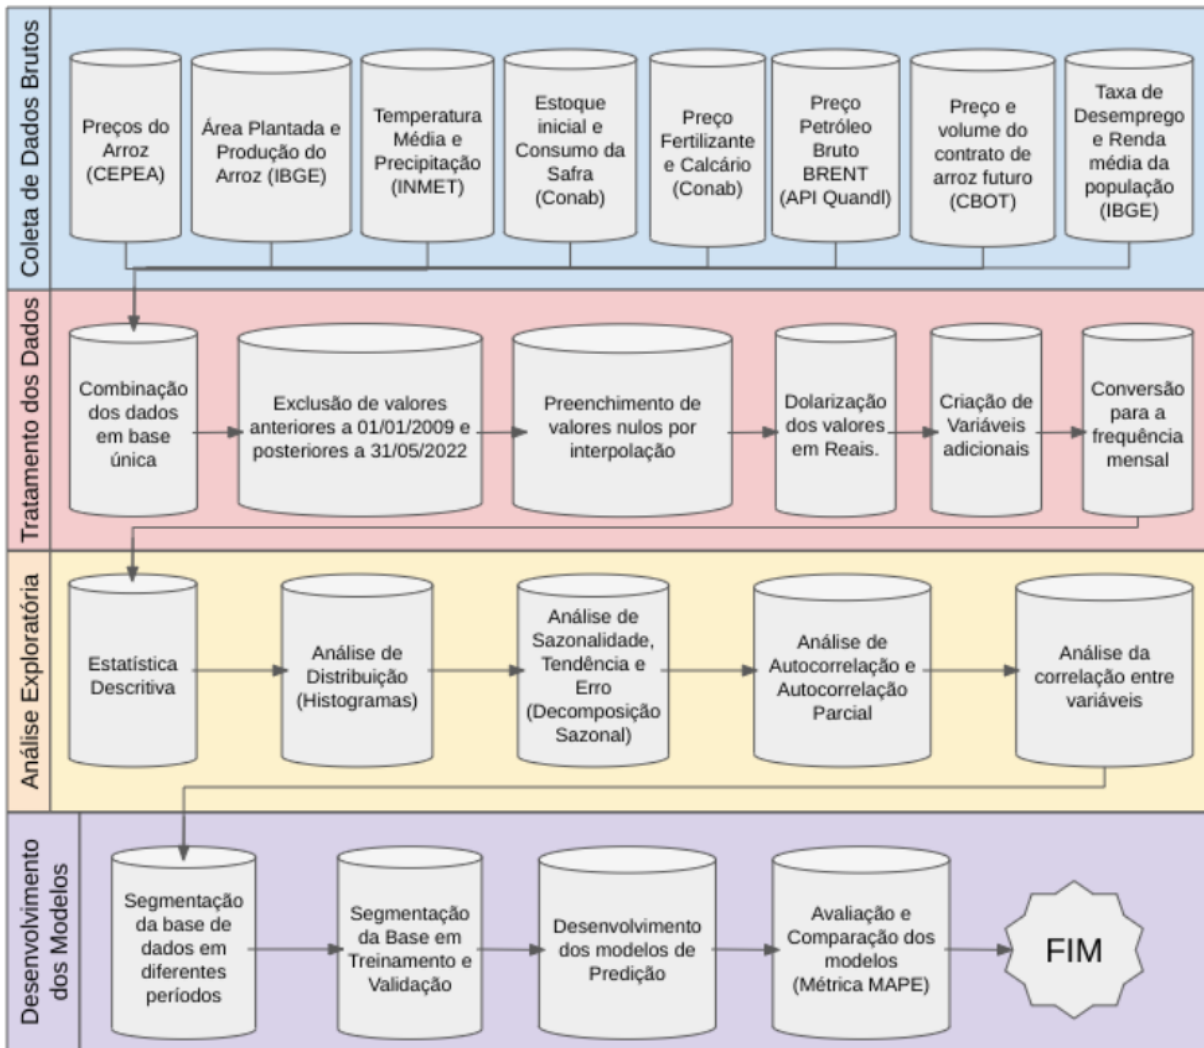 Coleta de Dados Brutos
Preços do
Arroz
(CEPEA)
Área Plantada e
Produção do
Arroz (IBGE)
Temperatura
Média e
Precipitação
(INMET)
Estoque
inicial e
Consumo da
Safra
(Conab)
Preço
Fertilizante
e Calcário
(Conab)
Preço
Petróleo
Bruto
BRENT
(API Quandl)
Preço e
volume do
contrato de
arroz futuro
(CBOT)
Taxa de
Desemprego
e Renda
média da
população
(IBGE)
Tratamento dos Dados
Combinação
dos dados
em base
única
Exclusão de valores
anteriores a 01/01/2009 e
posteriores a 31/05/2022
Preenchimento de
valores nulos por
interpolação
Dolarização
dos valores
em Reais.
Criação de
Variáveis
adicionais
Conversão
para a
frequência
mensal
Análise Exploratória
Estatística
Descritiva
Análise de
Distribuição
(Histogramas)
Análise de
Sazonalidade,
Tendência e
Erro
(Decomposição
Sazonal)
Análise de
Autocorrelação e
Autocorrelação
Parcial
Análise da
correlação entre
variáveis
Desenvolvimento
dos Modelos
Segmentação
da base de
dados em
diferentes
períodos
Segmentação
da Base em
Treinamento e
Validação
Desenvolvimento
dos modelos de
Predição
Avaliação e
Comparação dos
modelos
(Métrica MAPE)
FIM